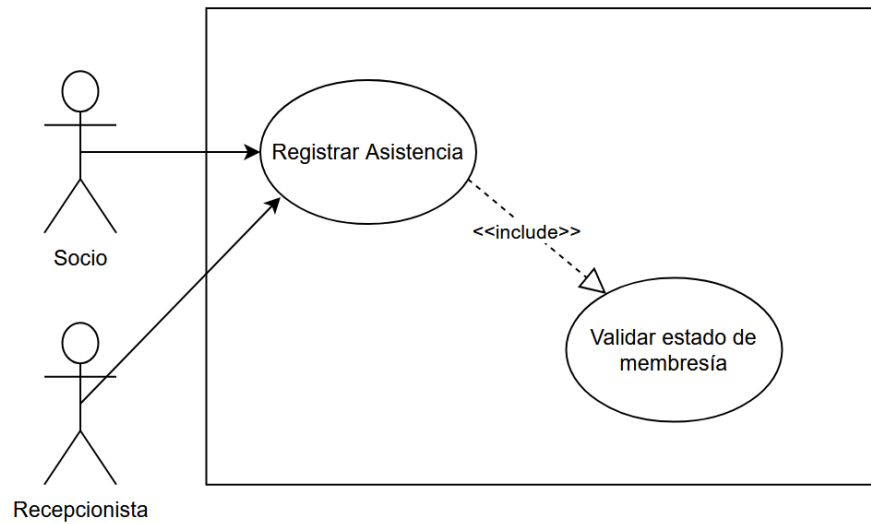 Registrar Asistencia
Socio
<<include>>
Validar estado de
membresía
Recepcionista